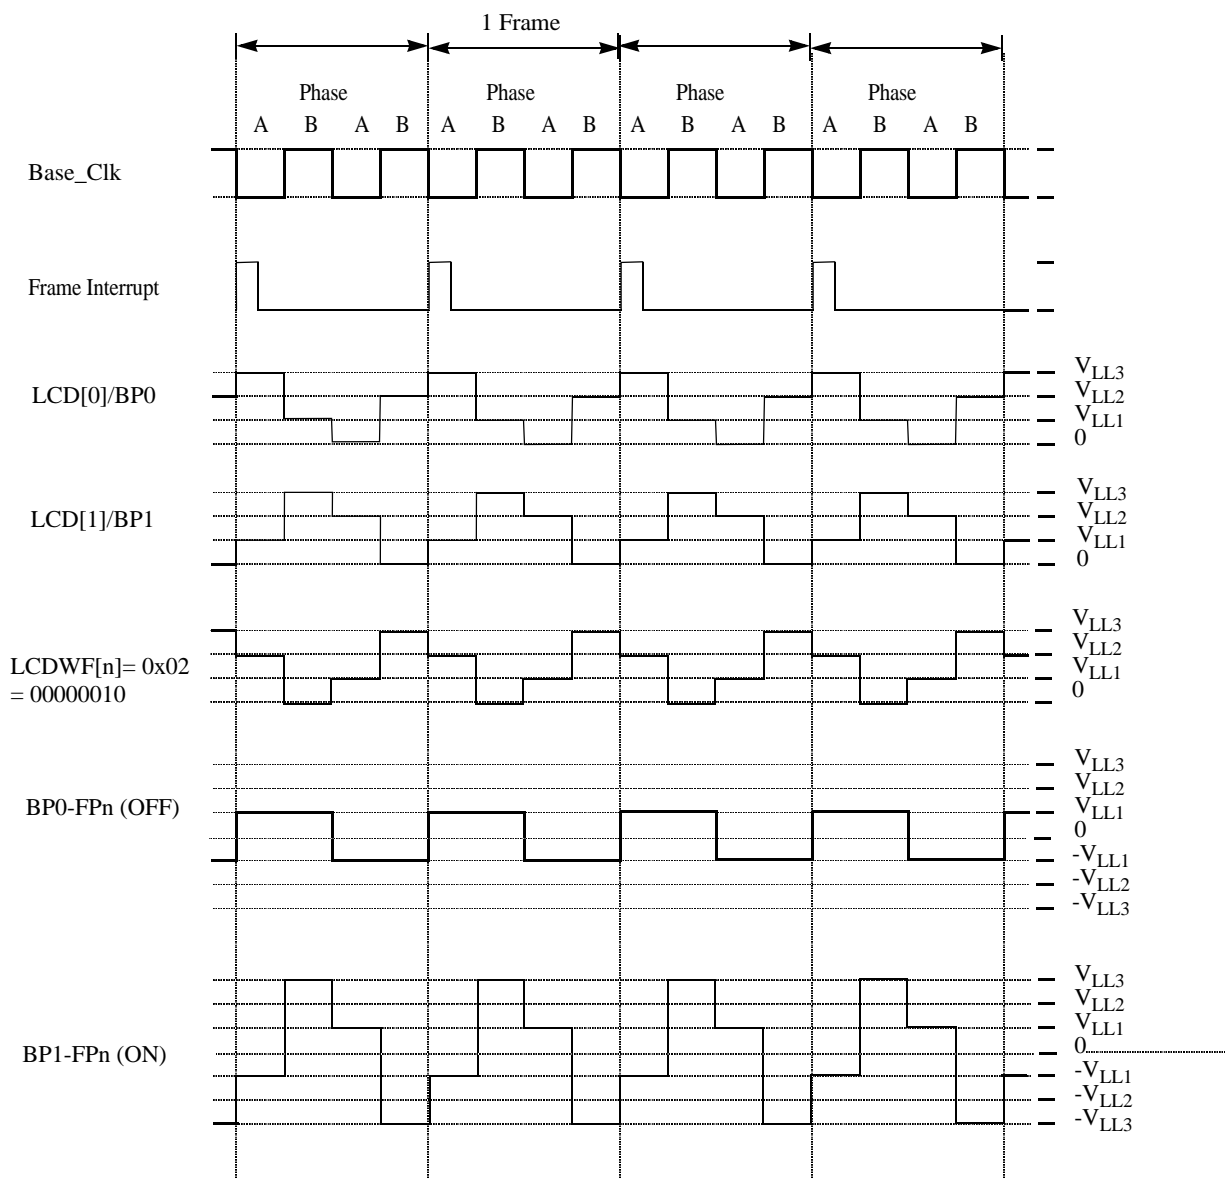 1 Frame
Phase Phase Phase Phase
A B A B A B A B A B A B A B A B
Base_Clk
Frame Interrupt
LCD[0]/BP0
VLL3
VLL2
VLL1
0
LCD[1]/BP1
VLL3
VLL2
VLL1
0
LCDWF[n]= 0x02
= 00000010
VLL3
VLL2
VLL1
0
BP0-FPn (OFF)
VLL3
VLL2
VLL1
0
-VLL1
-VLL2
-VLL3
BP1-FPn (ON)
VLL3
VLL2
VLL1
0
-VLL1
-VLL2
-VLL3